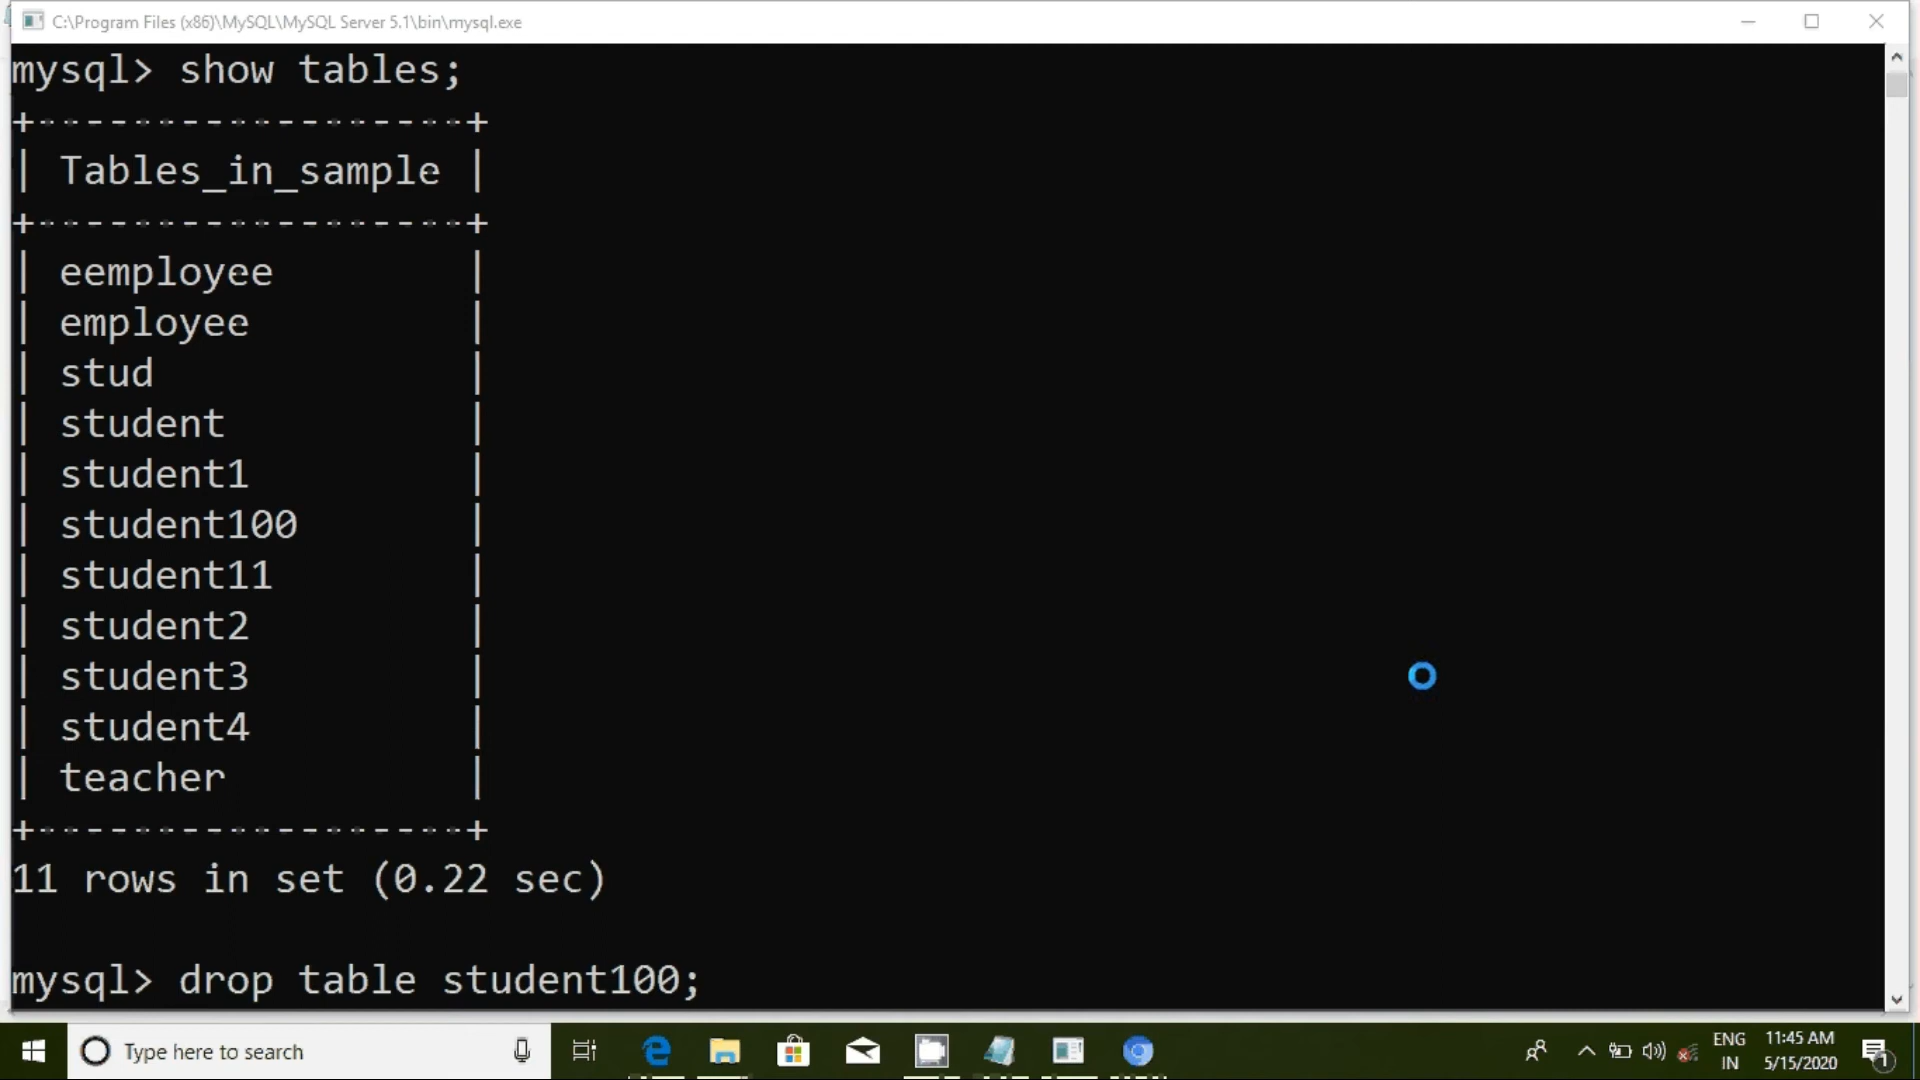 C:\Program Files (x86)\MySQL\MySQL Server 5.1\bin\mysql.exe
mysql> show tables;
+------------------+
| Tables_in_sample |
+------------------+
| eemployee        |
| employee         |
| stud             |
| student          |
| student1         |
| student100       |
| student11        |
| student2         |
| student3         |
| student4         |
| teacher          |
+------------------+
11 rows in set (0.22 sec)
mysql> drop table student100;
Type here to search
ENG
IN
11:45 AM
5/15/2020
1